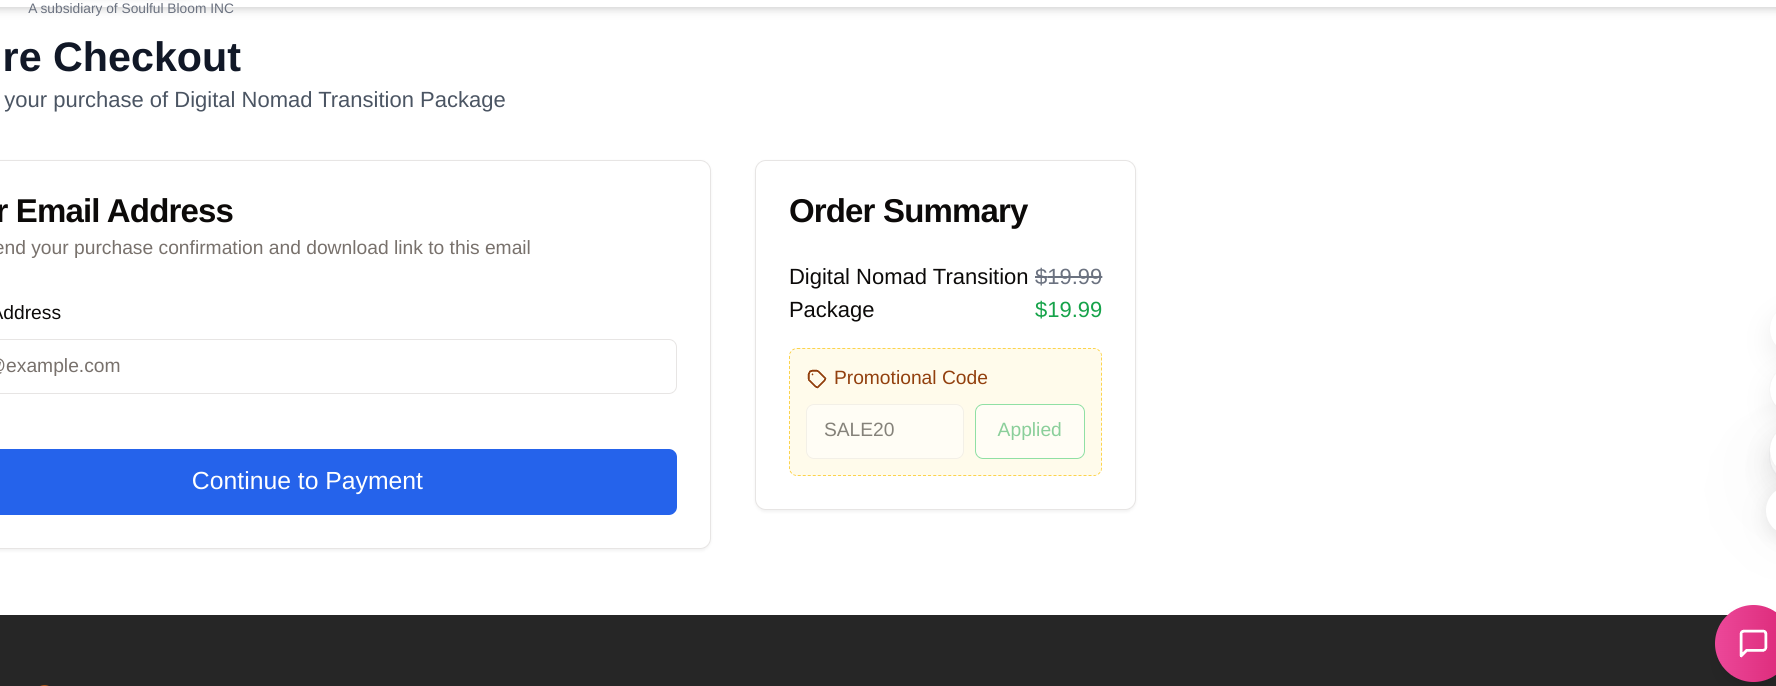 A subsidiary of Soulful Bloom INC
re Checkout
your purchase of Digital Nomad Transition Package
r Email Address
end your purchase confirmation and download link to this email
Address
@example.com
Continue to Payment
Order Summary
Digital Nomad Transition $19.99
Package $19.99
Promotional Code
SALE20 Applied